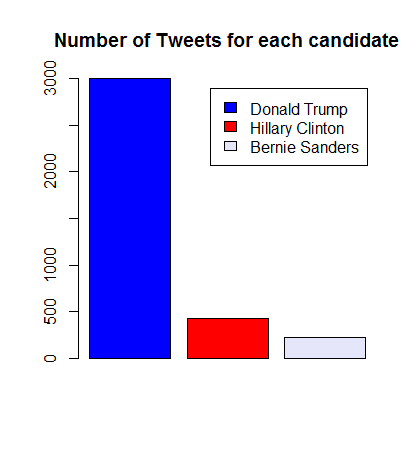 Number of Tweets for each candidate
3000
2000
1000
500
0
Donald Trump
Hillary Clinton
Bernie Sanders